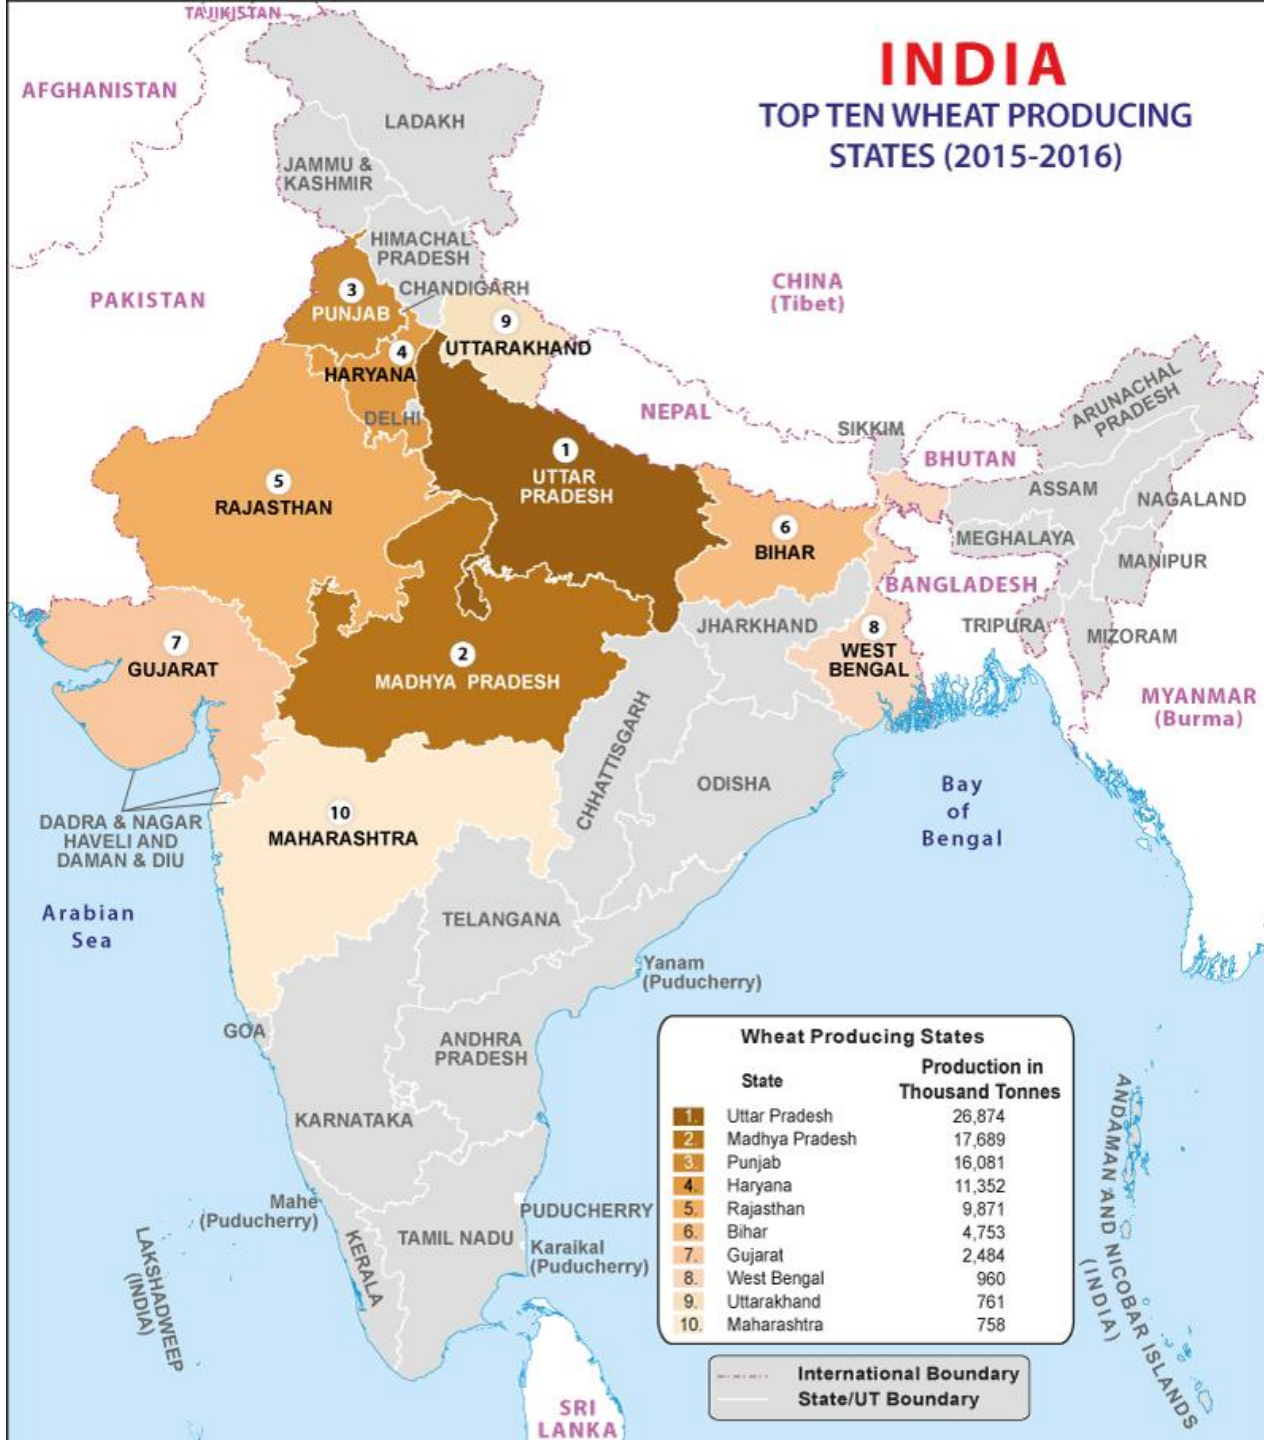 INDIA
TOP TEN WHEAT PRODUCING
STATES (2015-2016)
TAJIKISTAN
AFGHANISTAN
LADAKH
JAMMU &
KASHMIR
HIMACHAL
PRADESH
CHANDIGARH
PAKISTAN
CHINA
(Tibet)
3
PUNJAB
9
UTTARAKHAND
4
HARYANA
DELHI
NEPAL
SIKKIM
BHUTAN
ARUNACHAL
PRADESH
ASSAM
NAGALAND
MEGHALAYA
MANIPUR
BANGLADESH
TRIPURA
MIZORAM
MYANMAR
(Burma)
5
RAJASTHAN
1
UTTAR
PRADESH
6
BIHAR
JHARKHAND
8
WEST
BENGAL
7
GUJARAT
2
MADHYA PRADESH
CHHATTISGARH
ODISHA
Bay
of
Bengal
DADRA & NAGAR
HAVELI AND
DAMAN & DIU
10
MAHARASHTRA
Arabian
Sea
TELANGANA
Yanam
(Puducherry)
GOA
ANDHRA
PRADESH
KARNATAKA
Mahe
(Puducherry)
PUDUCHERRY
TAMIL NADU
Karaikal
(Puducherry)
KERALA
LAKSHADWEEP
(INDIA)
ANDAMAN AND NICOBAR ISLANDS
(INDIA)
SRI
LANKA
Wheat Producing States
State Production in
Thousand Tonnes
1. Uttar Pradesh 26,874
2. Madhya Pradesh 17,689
3. Punjab 16,081
4. Haryana 11,352
5. Rajasthan 9,871
6. Bihar 4,753
7. Gujarat 2,484
8. West Bengal 960
9. Uttarakhand 761
10. Maharashtra 758
International Boundary
State/UT Boundary